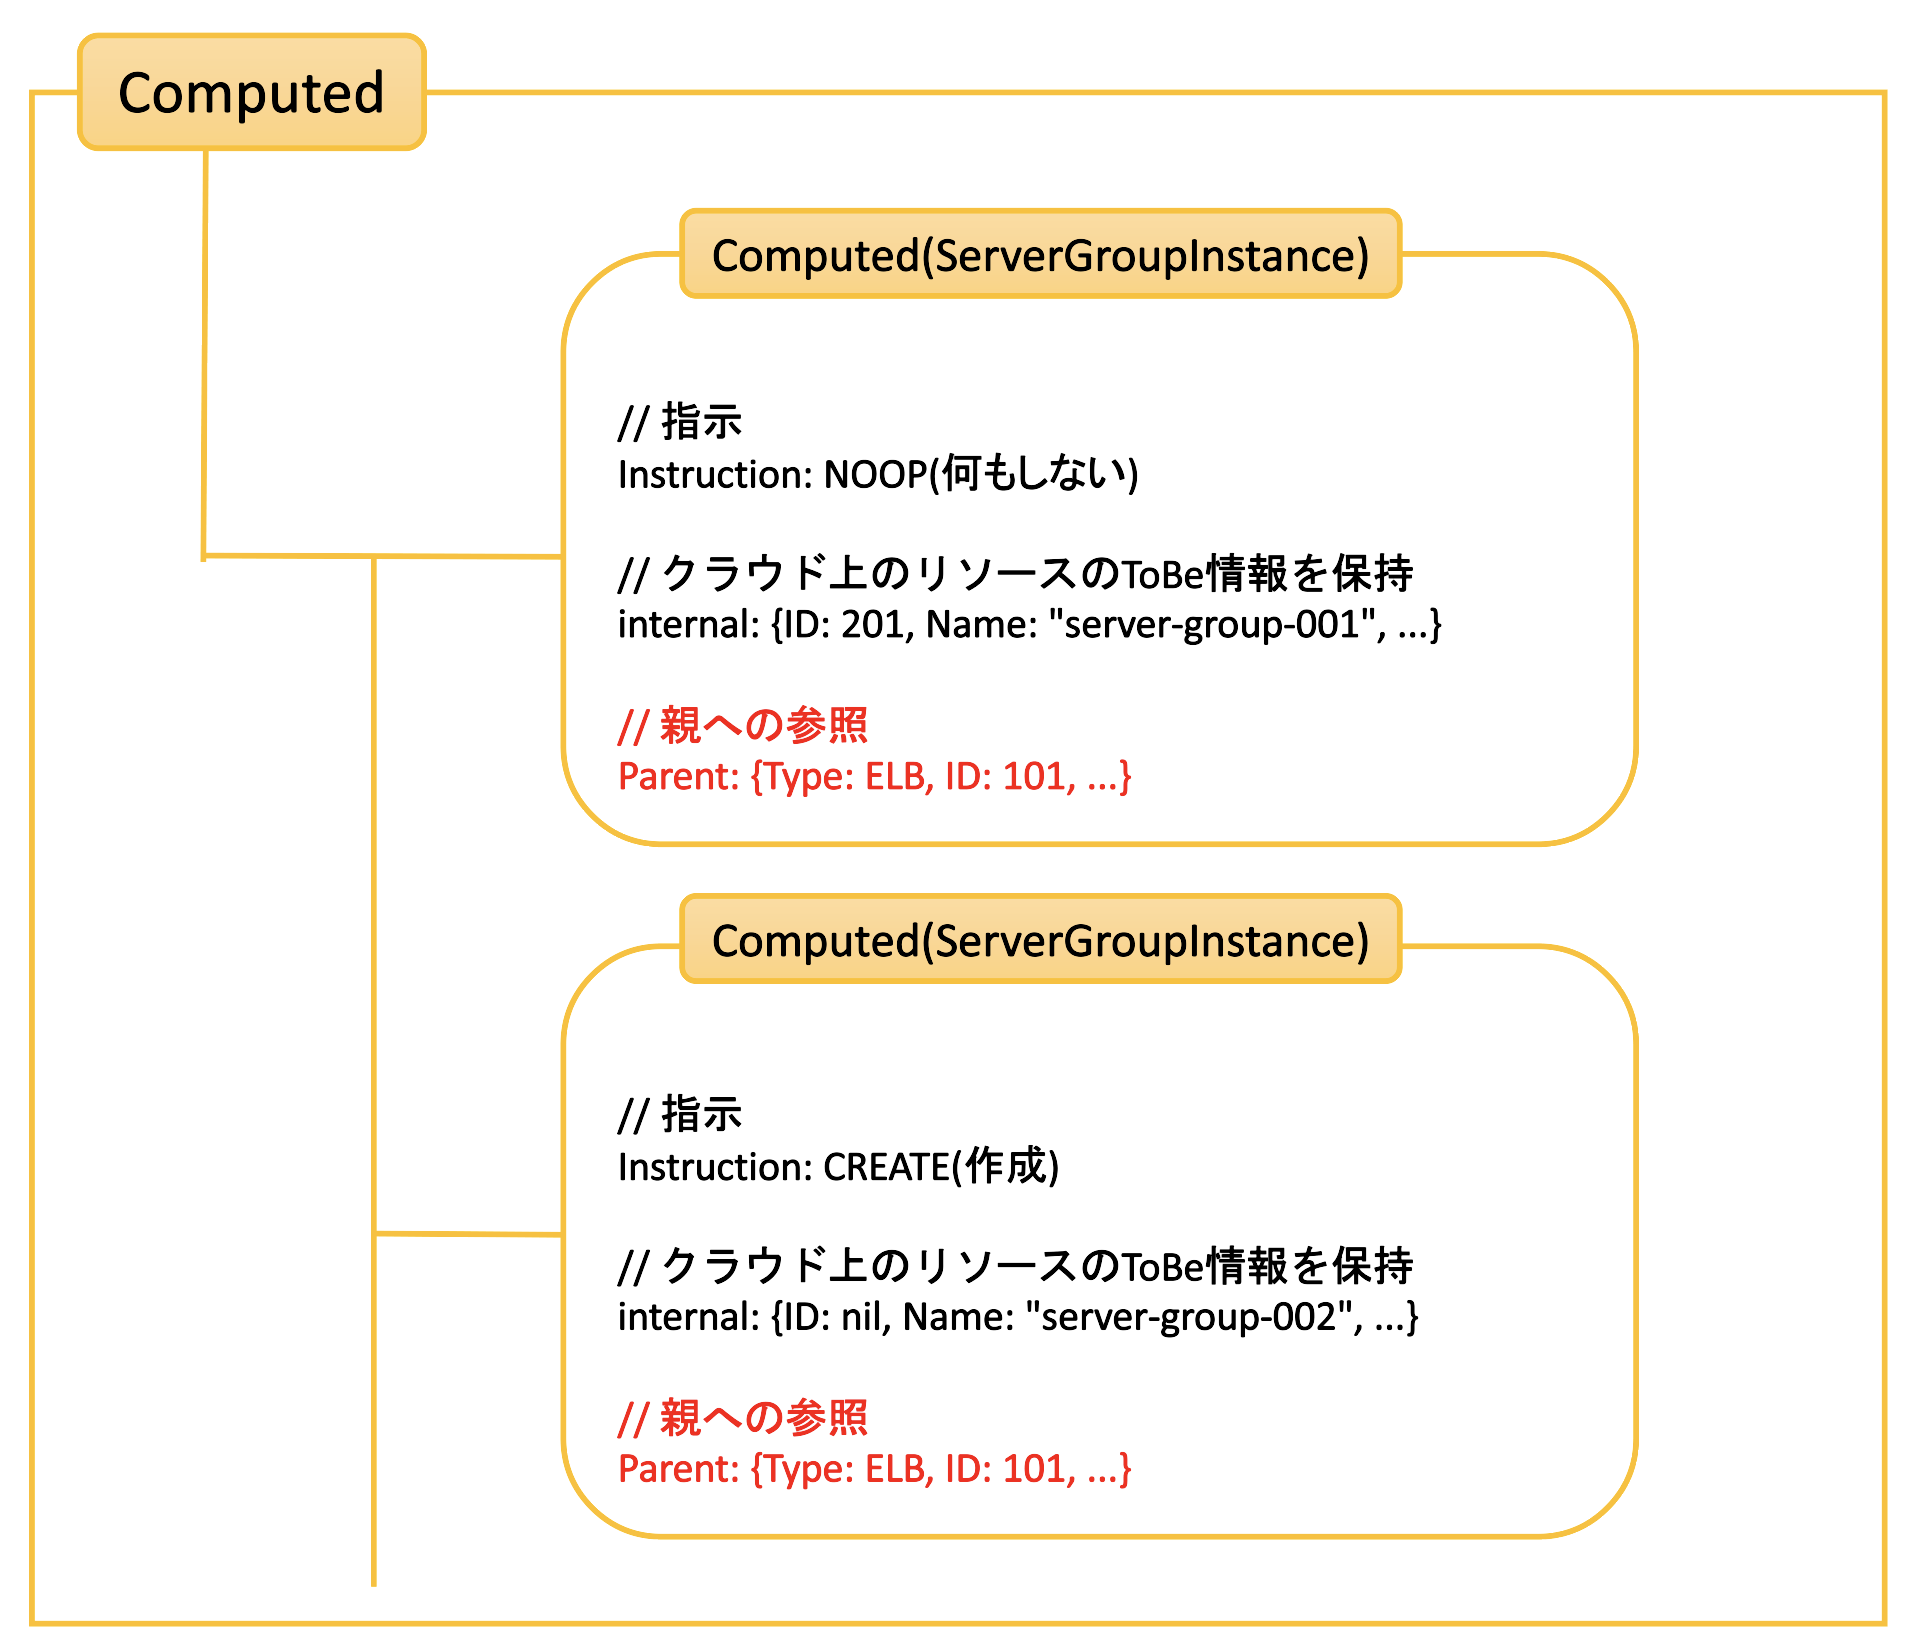 Computed
Computed(ServerGroupInstance)
// 指示
Instruction: NOOP(何もしない)
// クラウド上のリソースのToBe情報を保持
internal: {ID: 201, Name: "server-group-001", ...}
// 親への参照
Parent: {Type: ELB, ID: 101, ...}
Computed(ServerGroupInstance)
// 指示
Instruction: CREATE(作成)
// クラウド上のリソースのToBe情報を保持
internal: {ID: nil, Name: "server-group-002", ...}
// 親への参照
Parent: {Type: ELB, ID: 101, ...}